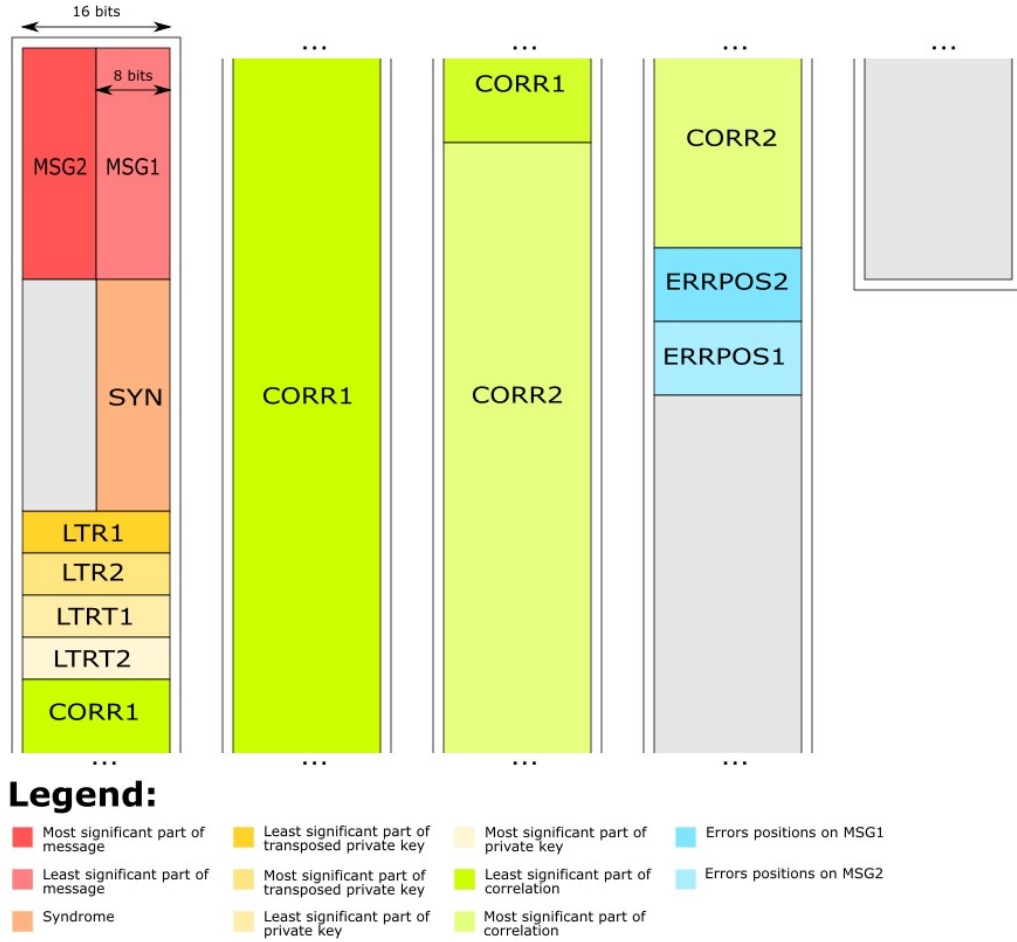 16 bits
...
...
...
...
8 bits
MSG2
MSG1
SYN
LTR1
LTR2
LTRT1
LTRT2
CORR1
...
CORR1
...
CORR1
CORR2
...
CORR2
ERRPOS2
ERRPOS1
...
Legend:
Most significant part of
message
Least significant part of
message
Syndrome
Least significant part of
transposed private key
Most significant part of
transposed private key
Least significant part of
private key
Most significant part of
private key
Least significant part of
correlation
Most significant part of
correlation
Errors positions on MSG1
Errors positions on MSG2